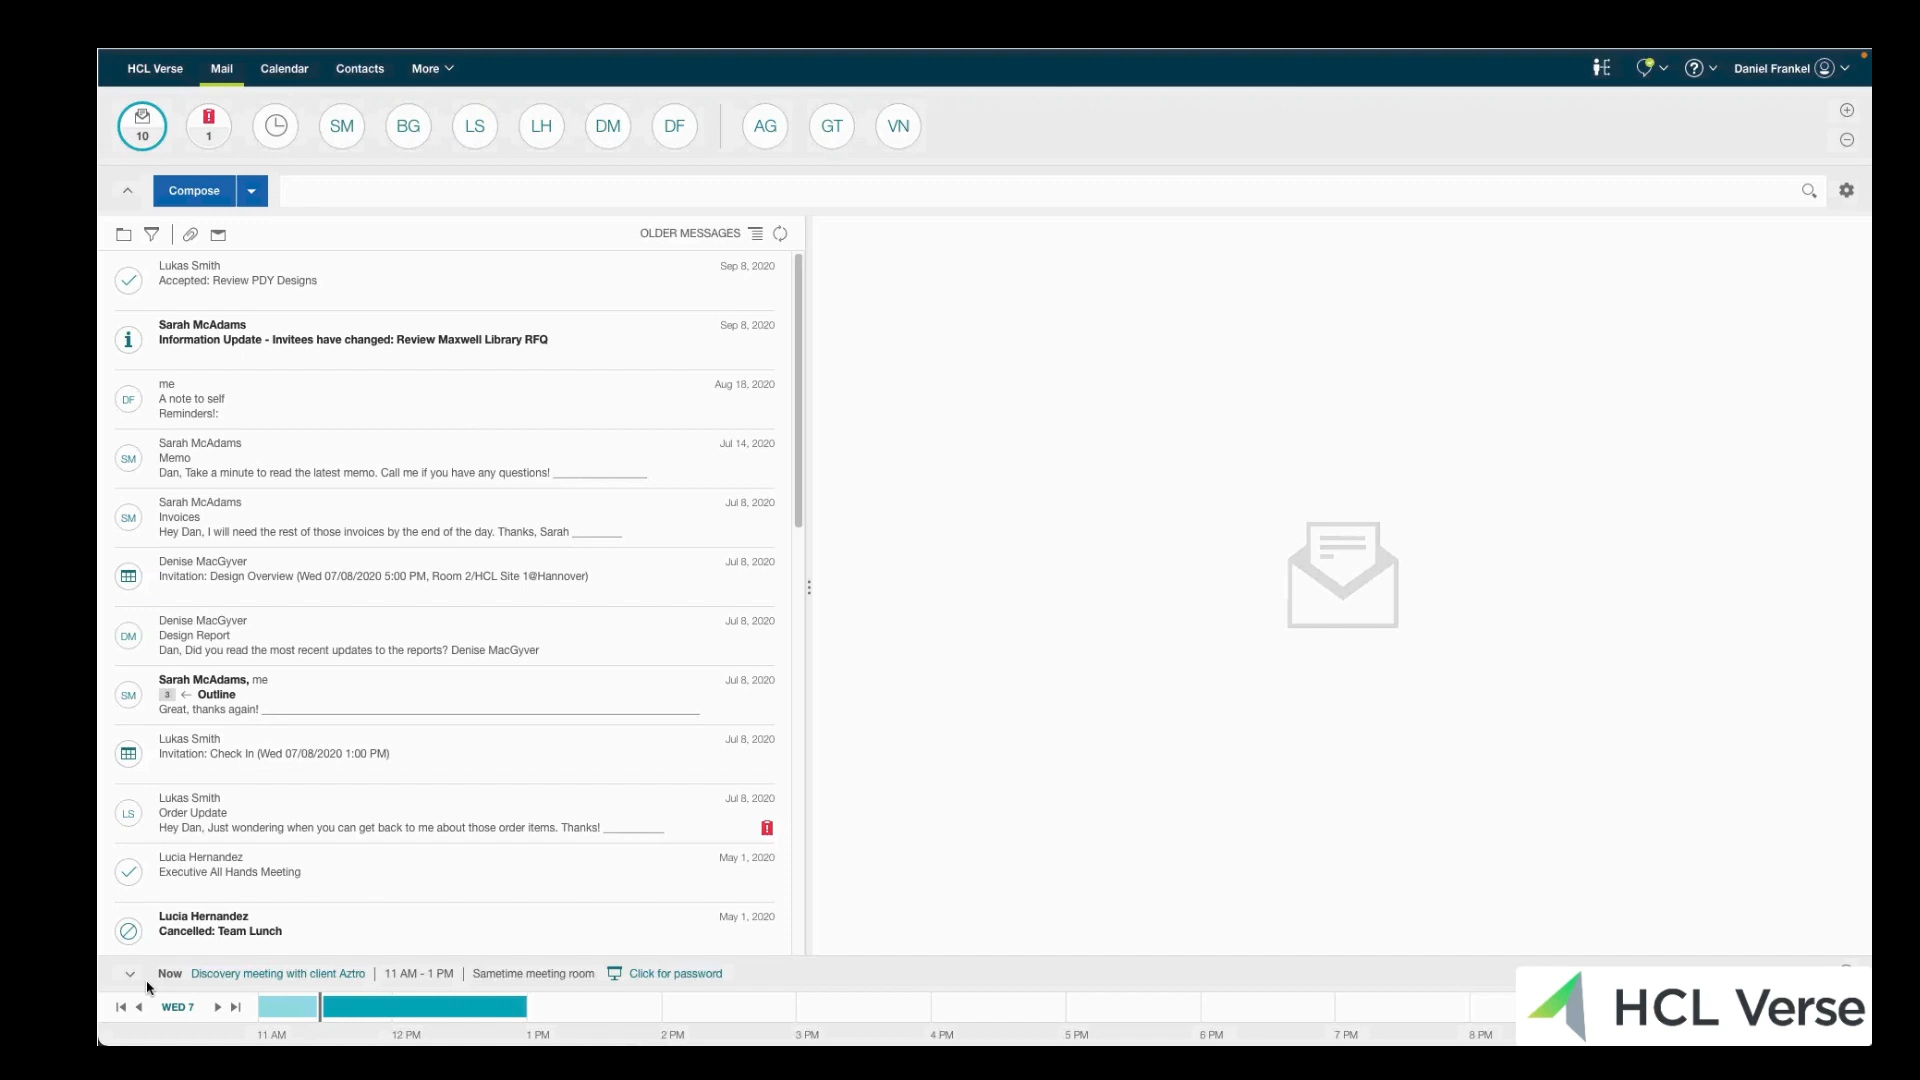 HCL Verse Mail Calendar Contacts More Daniel Frankel
10 1 SM BG LS LH DM DF AG GT VN
Compose
OLDER MESSAGES
Lukas Smith Sep 8, 2020
Accepted: Review PDY Designs
Sarah McAdams Sep 8, 2020
Information Update - Invitees have changed: Review Maxwell Library RFQ
me Aug 18, 2020
DF A note to self
Reminders!:
Sarah McAdams Jul 14, 2020
SM Memo
Dan, Take a minute to read the latest memo. Call me if you have any questions! _______________
Sarah McAdams Jul 8, 2020
SM Invoices
Hey Dan, I will need the rest of those invoices by the end of the day. Thanks, Sarah ________
Denise MacGyver Jul 8, 2020
Invitation: Design Overview (Wed 07/08/2020 5:00 PM, Room 2/HCL Site 1@Hannover)
Denise MacGyver Jul 8, 2020
DM Design Report
Dan, Did you read the most recent updates to the reports? Denise MacGyver
Sarah McAdams, me Jul 8, 2020
SM 3 ← Outline
Great, thanks again! ______________________________________________________________________
Lukas Smith Jul 8, 2020
Invitation: Check In (Wed 07/08/2020 1:00 PM)
Lukas Smith Jul 8, 2020
LS Order Update
Hey Dan, Just wondering when you can get back to me about those order items. Thanks! __________
Lucia Hernandez May 1, 2020
Executive All Hands Meeting
Lucia Hernandez May 1, 2020
Cancelled: Team Lunch
Now Discovery meeting with client Aztro | 11 AM - 1 PM | Sametime meeting room Click for password
WED 7
11 AM 12 PM 1 PM 2 PM 3 PM 4 PM 5 PM 6 PM 7 PM 8 PM
HCL Verse